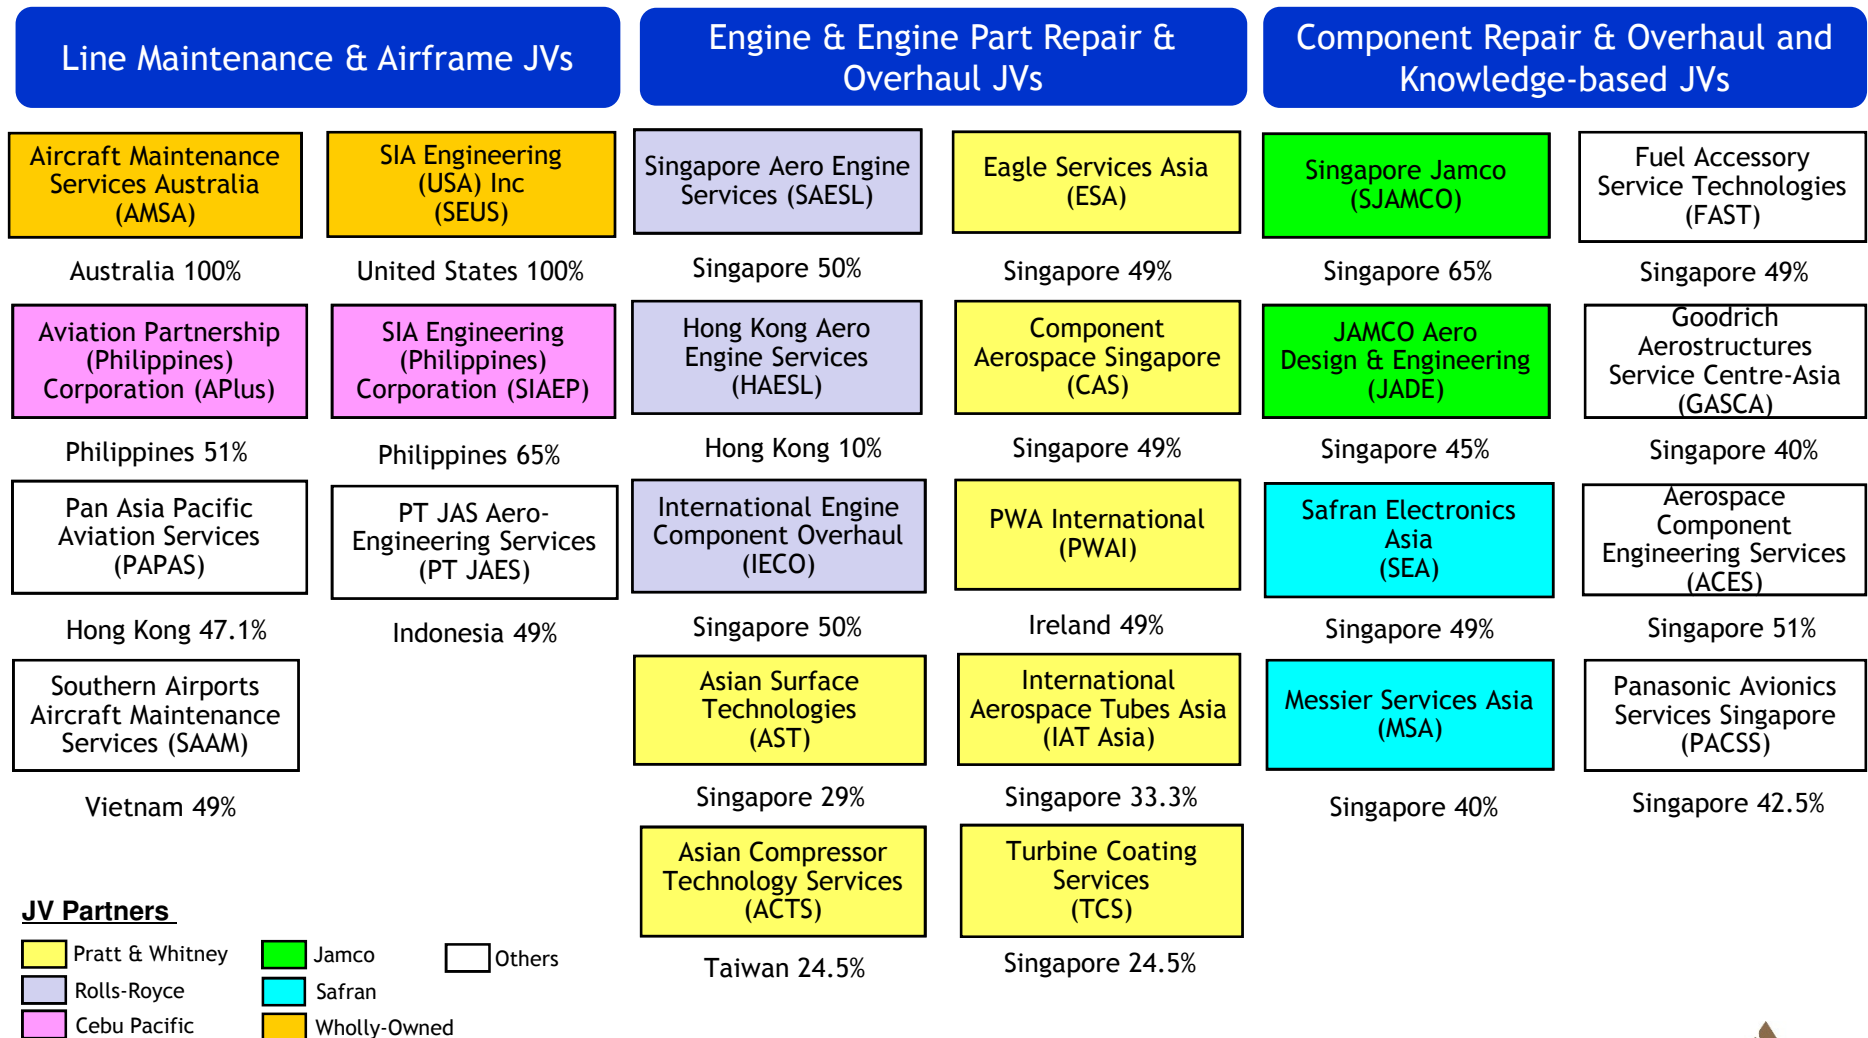 Line Maintenance & Airframe JVs
Engine & Engine Part Repair &
Overhaul JVs
Component Repair & Overhaul and
Knowledge-based JVs
Aircraft Maintenance
Services Australia
(AMSA)
Australia 100%
SIA Engineering
(USA) Inc
(SEUS)
United States 100%
Aviation Partnership
(Philippines)
Corporation (APlus)
Philippines 51%
SIA Engineering
(Philippines)
Corporation (SIAEP)
Philippines 65%
Pan Asia Pacific
Aviation Services
(PAPAS)
Hong Kong 47.1%
PT JAS Aero-
Engineering Services
(PT JAES)
Indonesia 49%
Southern Airports
Aircraft Maintenance
Services (SAAM)
Vietnam 49%
Singapore Aero Engine
Services (SAESL)
Singapore 50%
Eagle Services Asia
(ESA)
Singapore 49%
Hong Kong Aero
Engine Services
(HAESL)
Hong Kong 10%
Component
Aerospace Singapore
(CAS)
Singapore 49%
International Engine
Component Overhaul
(IECO)
Singapore 50%
PWA International
(PWAI)
Ireland 49%
Asian Surface
Technologies
(AST)
Singapore 29%
International
Aerospace Tubes Asia
(IAT Asia)
Singapore 33.3%
Asian Compressor
Technology Services
(ACTS)
Taiwan 24.5%
Turbine Coating
Services
(TCS)
Singapore 24.5%
Singapore Jamco
(SJAMCO)
Singapore 65%
Fuel Accessory
Service Technologies
(FAST)
Singapore 49%
JAMCO Aero
Design & Engineering
(JADE)
Singapore 45%
Goodrich
Aerostructures
Service Centre-Asia
(GASCA)
Singapore 40%
Safran Electronics
Asia
(SEA)
Singapore 49%
Aerospace
Component
Engineering Services
(ACES)
Singapore 51%
Messier Services Asia
(MSA)
Singapore 40%
Panasonic Avionics
Services Singapore
(PACSS)
Singapore 42.5%
JV Partners
Pratt & Whitney
Jamco
Others
Rolls-Royce
Safran
Cebu Pacific
Wholly-Owned